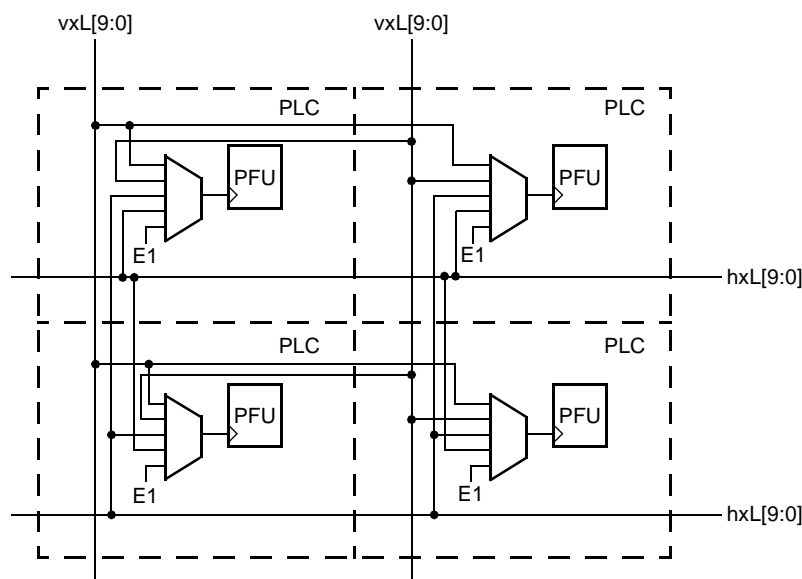 vxL[9:0] vxL[9:0]
PLC PLC
PFU PFU
E1 E1
hxL[9:0]
PLC PLC
PFU PFU
E1 E1
hxL[9:0]